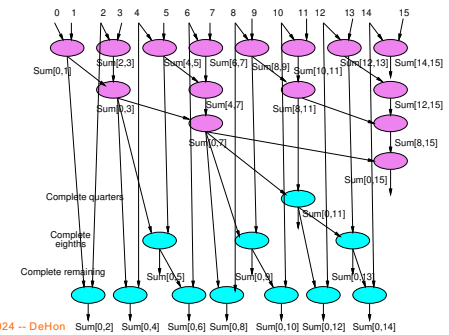 0 1 2 3 4 5 6 7 8 9 10 11 12 13 14 15
Sum[0,1] Sum[2,3] Sum[4,5] Sum[6,7] Sum[8,9] Sum[10,11] Sum[12,13] Sum[14,15]
Sum[0,3] Sum[4,7] Sum[8,11] Sum[12,15]
Sum[0,7] Sum[8,15]
Sum[0,15]
Complete quarters
Sum[0,11]
Complete
eighths
Sum[0,5] Sum[0,9] Sum[0,13]
Complete remaining
Sum[0,2] Sum[0,4] Sum[0,6] Sum[0,8] Sum[0,10] Sum[0,12] Sum[0,14]
024 -- DeHon